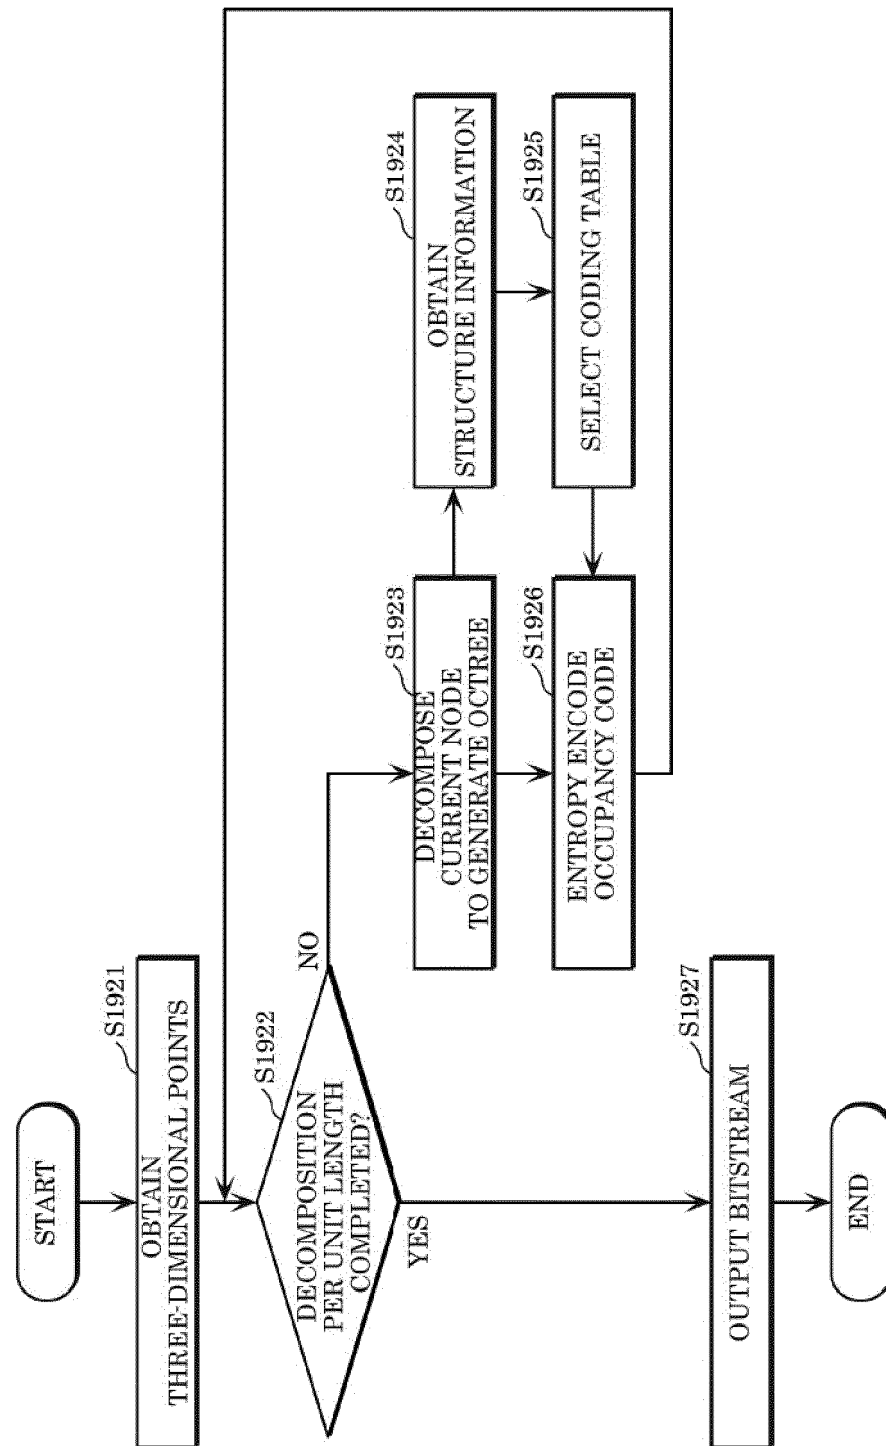 START
S1921
OBTAIN
THREE-DIMENSIONAL POINTS
S1922
DECOMPOSITION
PER UNIT LENGTH
COMPLETED?
NO
YES
S1923
DECOMPOSE
CURRENT NODE
TO GENERATE OCTREE
S1924
OBTAIN
STRUCTURE INFORMATION
S1925
SELECT CODING TABLE
S1926
ENTROPY ENCODE
OCCUPANCY CODE
S1927
OUTPUT BITSTREAM
END